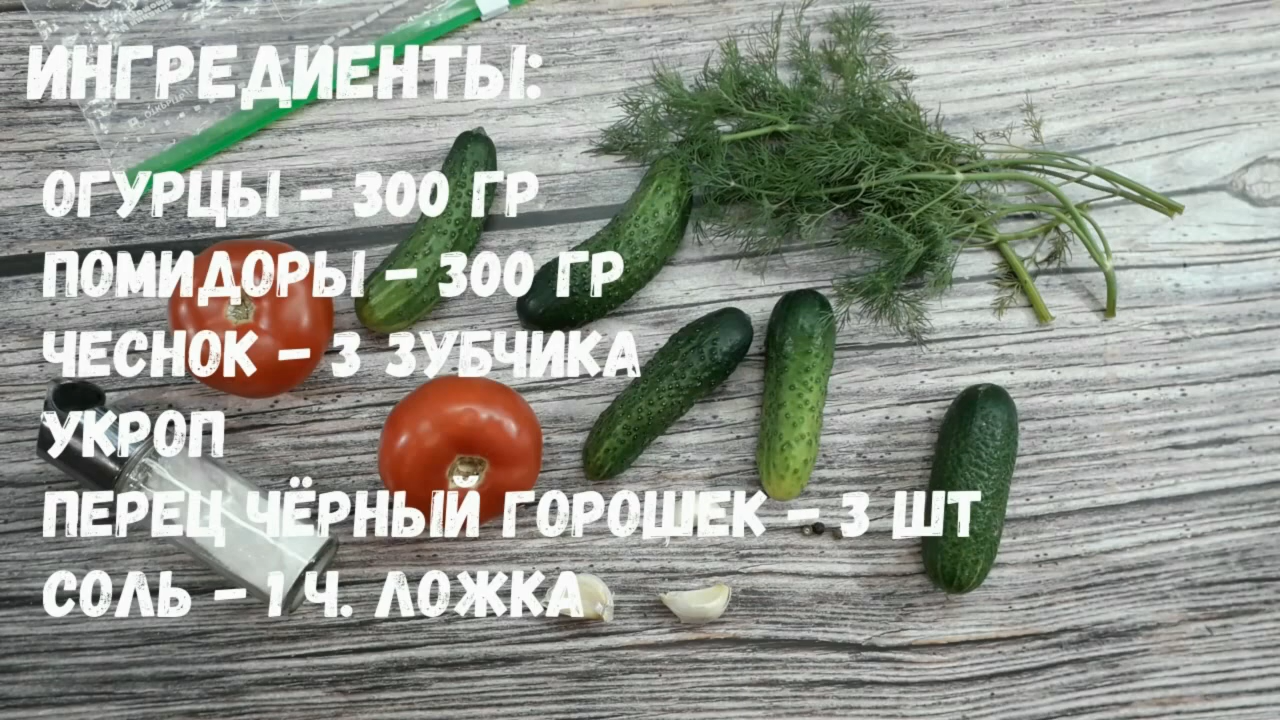 ИНГРЕДИЕНТЫ:
ОГУРЦЫ - 300 ГР
ПОМИДОРЫ - 300 ГР
ЧЕСНОК - 3 ЗУБЧИКА
УКРОП
ПЕРЕЦ ЧЁРНЫЙ ГОРОШЕК - 3 ШТ
СОЛЬ - 1 Ч. ЛОЖКА